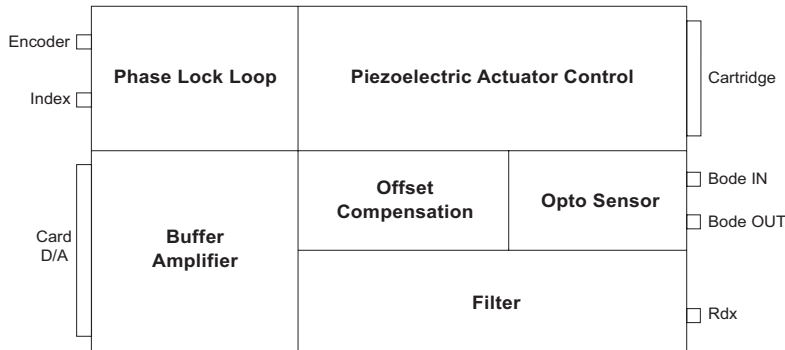 Encoder
Index
Phase Lock Loop
Piezoelectric Actuator Control
Cartridge
Card
D/A
Buffer
Amplifier
Offset
Compensation
Opto Sensor
Bode IN
Bode OUT
Filter
Rdx